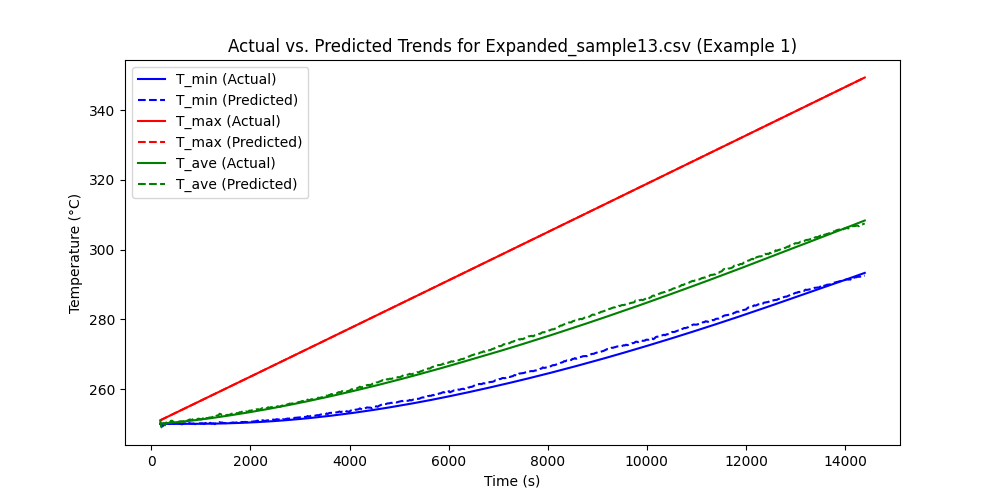 Actual vs. Predicted Trends for Expanded_sample13.csv (Example 1)
T_min (Actual)
T_min (Predicted)
T_max (Actual)
T_max (Predicted)
T_ave (Actual)
T_ave (Predicted)
Temperature (°C)
340
320
300
280
260
0 2000 4000 6000 8000 10000 12000 14000
Time (s)